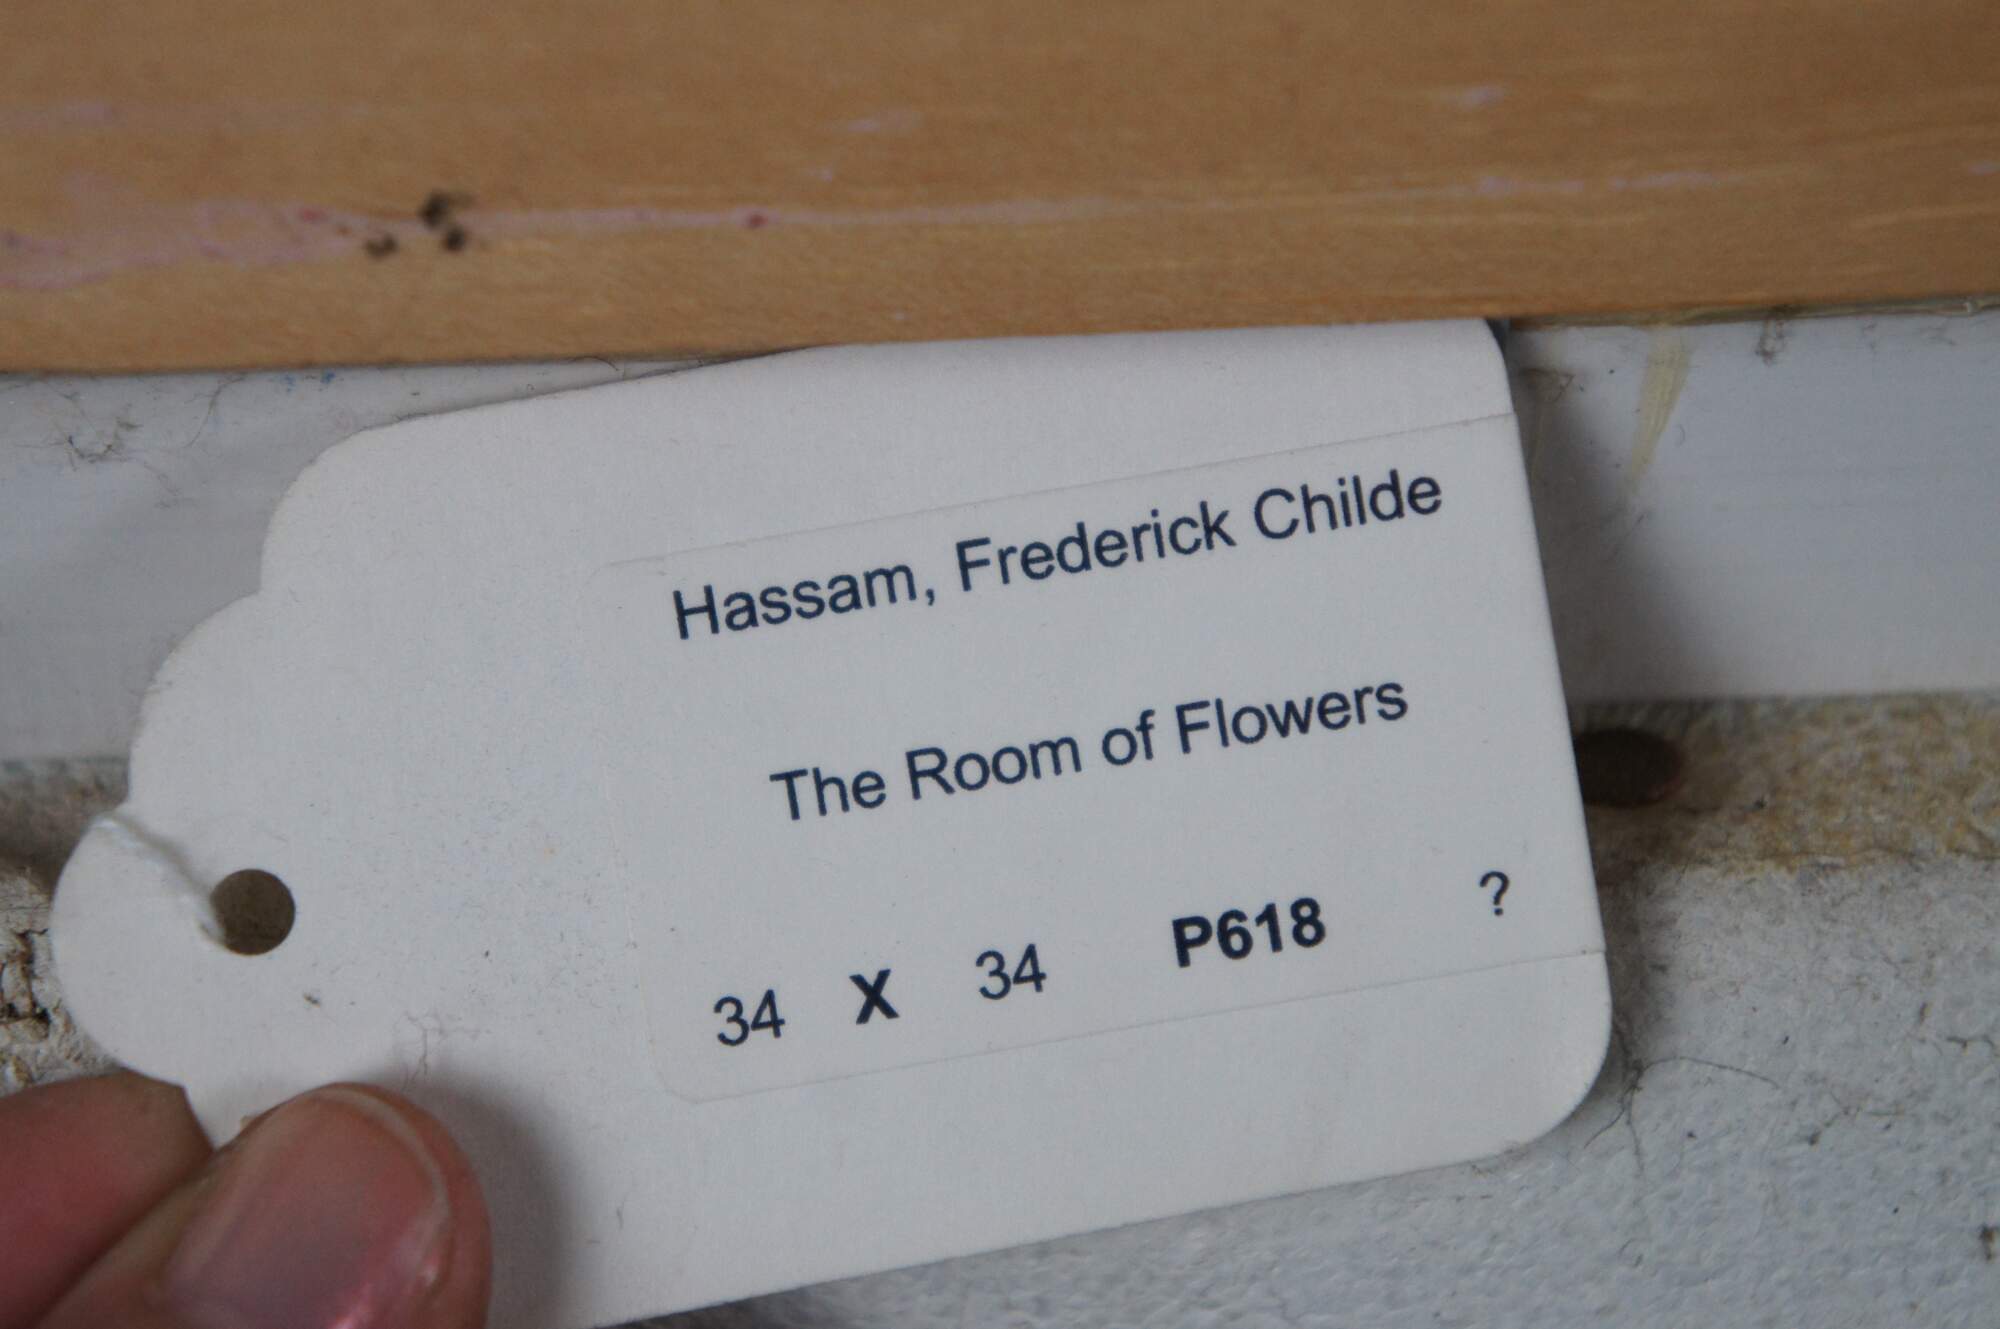 Hassam, Frederick Childe
The Room of Flowers
34 X 34 P618 ?